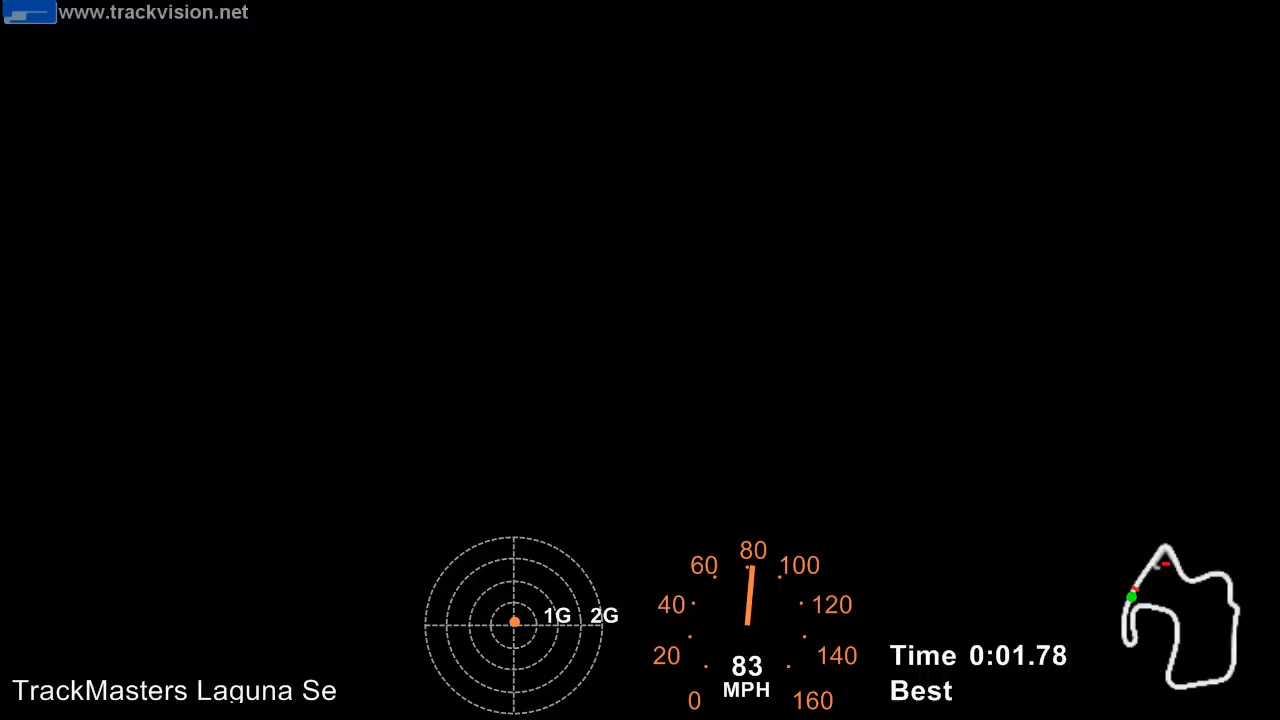 www.trackvision.net
1G 2G
80
60 100
40 120
20 140
0 160
83
MPH
Time 0:01.78
Best
TrackMasters Laguna Se